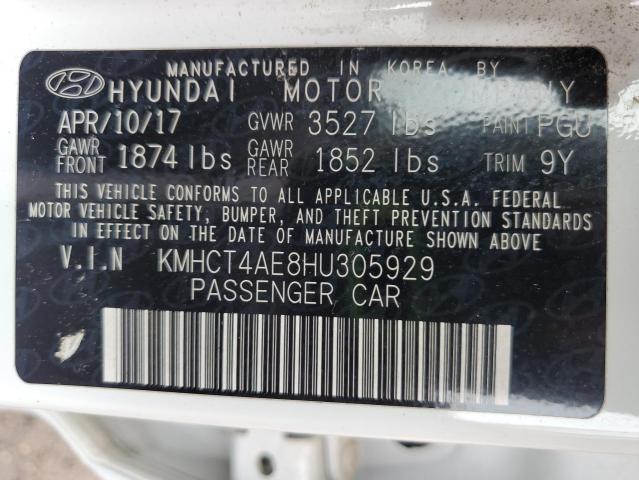 MANUFACTURED IN KOREA BY
HYUNDAI MOTOR
APR/10/17 GVWR 3527 lbs PAINT PGU
GAWR FRONT 1874 lbs GAWR REAR 1852 lbs TRIM 9Y
THIS VEHICLE CONFORMS TO ALL APPLICABLE U.S.A. FEDERAL
MOTOR VEHICLE SAFETY, BUMPER, AND THEFT PREVENTION STANDARDS
IN EFFECT ON THE DATE OF MANUFACTURE SHOWN ABOVE
V.I.N KMHCT4AE8HU305929
PASSENGER CAR